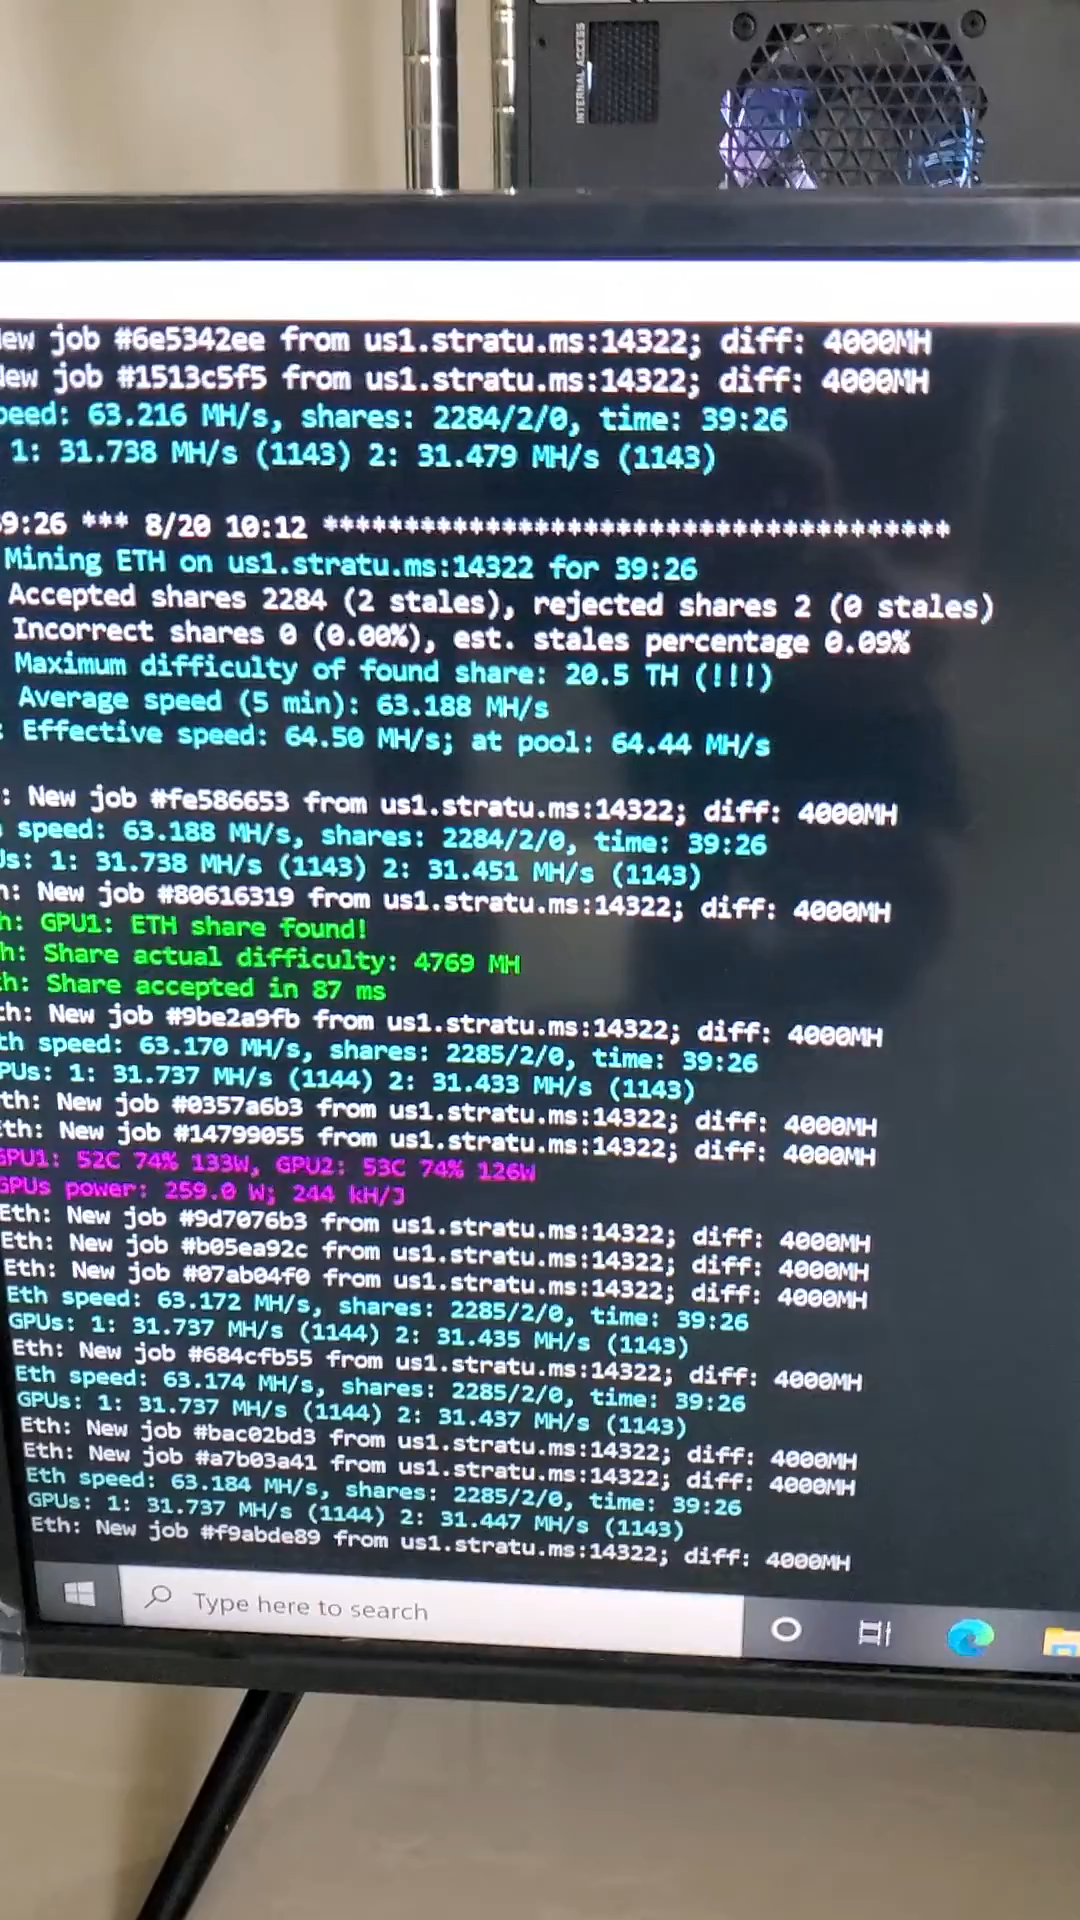 INTERNAL ACCESS
ew job #6e5342ee from us1.stratu.ms:14322; diff: 4000MH
ew job #1513c5f5 from us1.stratu.ms:14322; diff: 4000MH
peed: 63.216 MH/s, shares: 2284/2/0, time: 39:26
1: 31.738 MH/s (1143) 2: 31.479 MH/s (1143)
9:26 *** 8/20 10:12 ***************************************
Mining ETH on us1.stratu.ms:14322 for 39:26
Accepted shares 2284 (2 stales), rejected shares 2 (0 stales)
Incorrect shares 0 (0.00%), est. stales percentage 0.09%
Maximum difficulty of found share: 20.5 TH (!!!)
Average speed (5 min): 63.188 MH/s
: Effective speed: 64.50 MH/s; at pool: 64.44 MH/s
: New job #fe586653 from us1.stratu.ms:14322; diff: 4000MH
speed: 63.188 MH/s, shares: 2284/2/0, time: 39:26
Us: 1: 31.738 MH/s (1143) 2: 31.451 MH/s (1143)
h: New job #80616319 from us1.stratu.ms:14322; diff: 4000MH
h: GPU1: ETH share found!
h: Share actual difficulty: 4769 MH
th: Share accepted in 87 ms
th: New job #9be2a9fb from us1.stratu.ms:14322; diff: 4000MH
th speed: 63.170 MH/s, shares: 2285/2/0, time: 39:26
PUs: 1: 31.737 MH/s (1144) 2: 31.433 MH/s (1143)
th: New job #0357a6b3 from us1.stratu.ms:14322; diff: 4000MH
Eth: New job #14799055 from us1.stratu.ms:14322; diff: 4000MH
GPU1: 52C 74% 133W, GPU2: 53C 74% 126W
GPUs power: 259.0 W; 244 kH/J
Eth: New job #9d7076b3 from us1.stratu.ms:14322; diff: 4000MH
Eth: New job #b05ea92c from us1.stratu.ms:14322; diff: 4000MH
Eth: New job #07ab04f0 from us1.stratu.ms:14322; diff: 4000MH
Eth speed: 63.172 MH/s, shares: 2285/2/0, time: 39:26
GPUs: 1: 31.737 MH/s (1144) 2: 31.435 MH/s (1143)
Eth: New job #684cfb55 from us1.stratu.ms:14322; diff: 4000MH
Eth speed: 63.174 MH/s, shares: 2285/2/0, time: 39:26
GPUs: 1: 31.737 MH/s (1144) 2: 31.437 MH/s (1143)
Eth: New job #bac02bd3 from us1.stratu.ms:14322; diff: 4000MH
Eth: New job #a7b03a41 from us1.stratu.ms:14322; diff: 4000MH
Eth speed: 63.184 MH/s, shares: 2285/2/0, time: 39:26
GPUs: 1: 31.737 MH/s (1144) 2: 31.447 MH/s (1143)
Eth: New job #f9abde89 from us1.stratu.ms:14322; diff: 4000MH
Type here to search